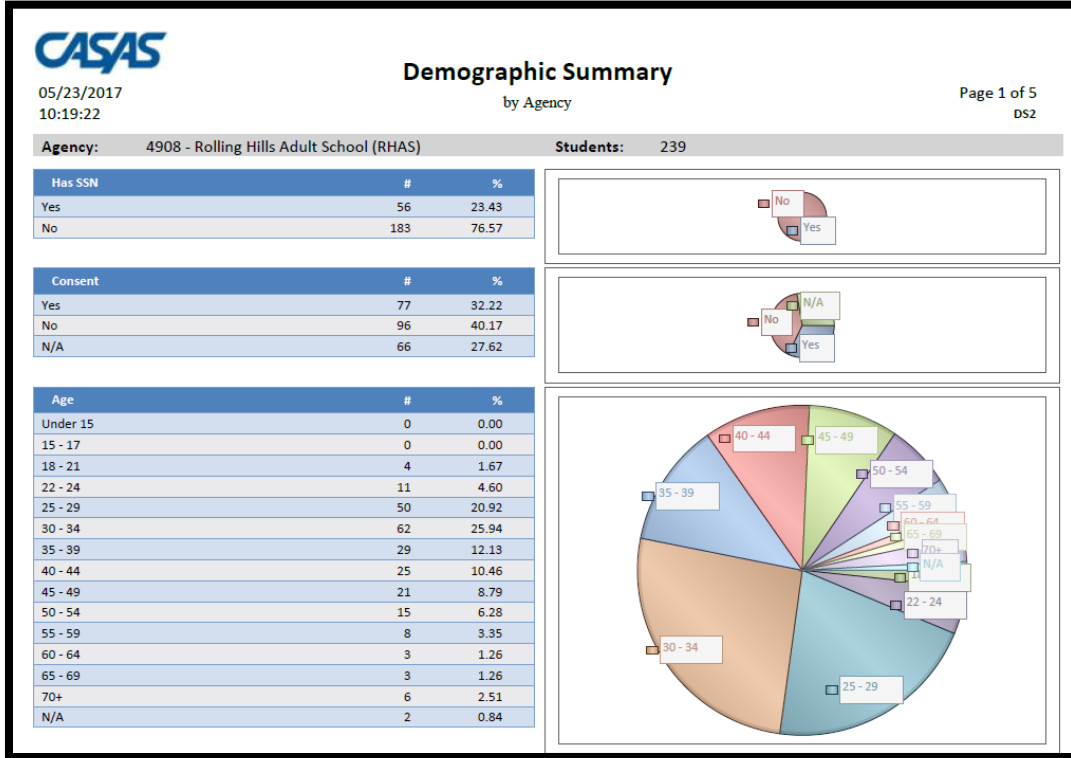 CASAS
Demographic Summary
05/23/2017
by Agency
Page 1 of 5
10:19:22
DS2
Agency: 4908 - Rolling Hills Adult School (RHAS) Students: 239
Has SSN # %
Yes 56 23.43
No 183 76.57
No
Yes
Consent # %
Yes 77 32.22
No 96 40.17
N/A 66 27.62
N/A
No
Yes
Age # %
Under 15 0 0.00
15 - 17 0 0.00
18 - 21 4 1.67
22 - 24 11 4.60
25 - 29 50 20.92
30 - 34 62 25.94
35 - 39 29 12.13
40 - 44 25 10.46
45 - 49 21 8.79
50 - 54 15 6.28
55 - 59 8 3.35
60 - 64 3 1.26
65 - 69 3 1.26
70+ 6 2.51
N/A 2 0.84
40 - 44
45 - 49
50 - 54
35 - 39
55 - 59
60 - 64
65 - 69
70+
N/A
22 - 24
30 - 34
25 - 29